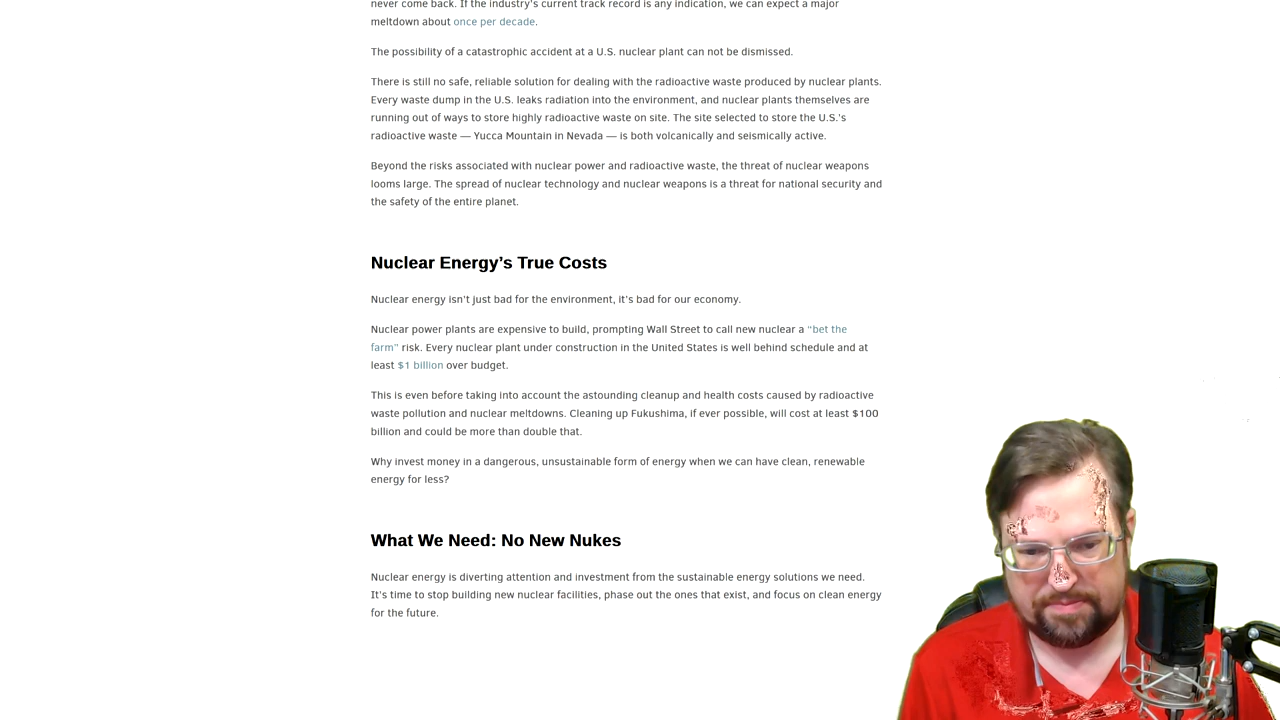 never come back. If the industry's current track record is any indication, we can expect a major
meltdown about once per decade.
The possibility of a catastrophic accident at a U.S. nuclear plant can not be dismissed.
There is still no safe, reliable solution for dealing with the radioactive waste produced by nuclear plants.
Every waste dump in the U.S. leaks radiation into the environment, and nuclear plants themselves are
running out of ways to store highly radioactive waste on site. The site selected to store the U.S.'s
radioactive waste — Yucca Mountain in Nevada — is both volcanically and seismically active.
Beyond the risks associated with nuclear power and radioactive waste, the threat of nuclear weapons
looms large. The spread of nuclear technology and nuclear weapons is a threat for national security and
the safety of the entire planet.
Nuclear Energy's True Costs
Nuclear energy isn't just bad for the environment, it's bad for our economy.
Nuclear power plants are expensive to build, prompting Wall Street to call new nuclear a "bet the
farm" risk. Every nuclear plant under construction in the United States is well behind schedule and at
least $1 billion over budget.
This is even before taking into account the astounding cleanup and health costs caused by radioactive
waste pollution and nuclear meltdowns. Cleaning up Fukushima, if ever possible, will cost at least $100
billion and could be more than double that.
Why invest money in a dangerous, unsustainable form of energy when we can have clean, renewable
energy for less?
What We Need: No New Nukes
Nuclear energy is diverting attention and investment from the sustainable energy solutions we need.
It's time to stop building new nuclear facilities, phase out the ones that exist, and focus on clean energy
for the future.